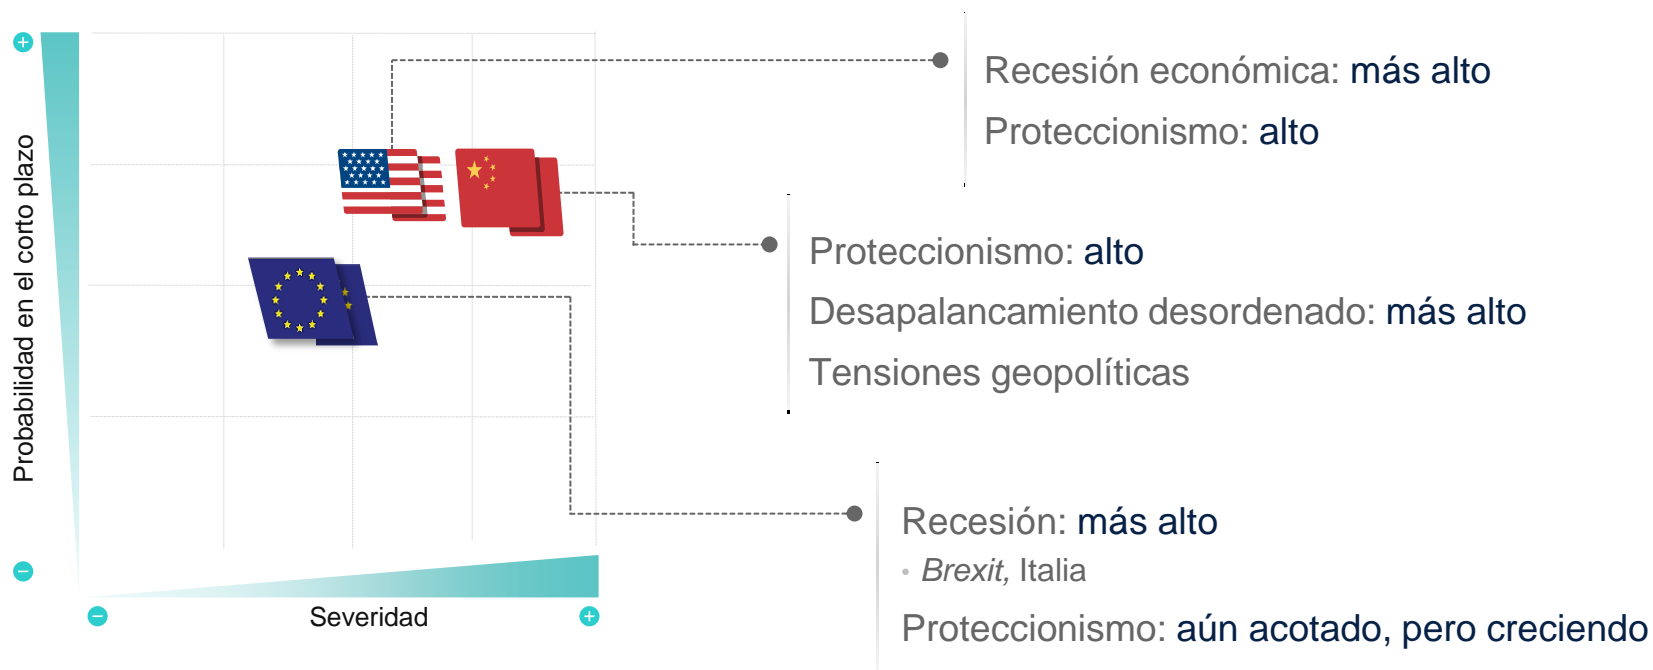 Probabilidad en el corto plazo
Severidad
Recesión económica: más alto
Proteccionismo: alto
Proteccionismo: alto
Desapalancamiento desordenado: más alto
Tensiones geopolíticas
Recesión: más alto
• Brexit, Italia
Proteccionismo: aún acotado, pero creciendo